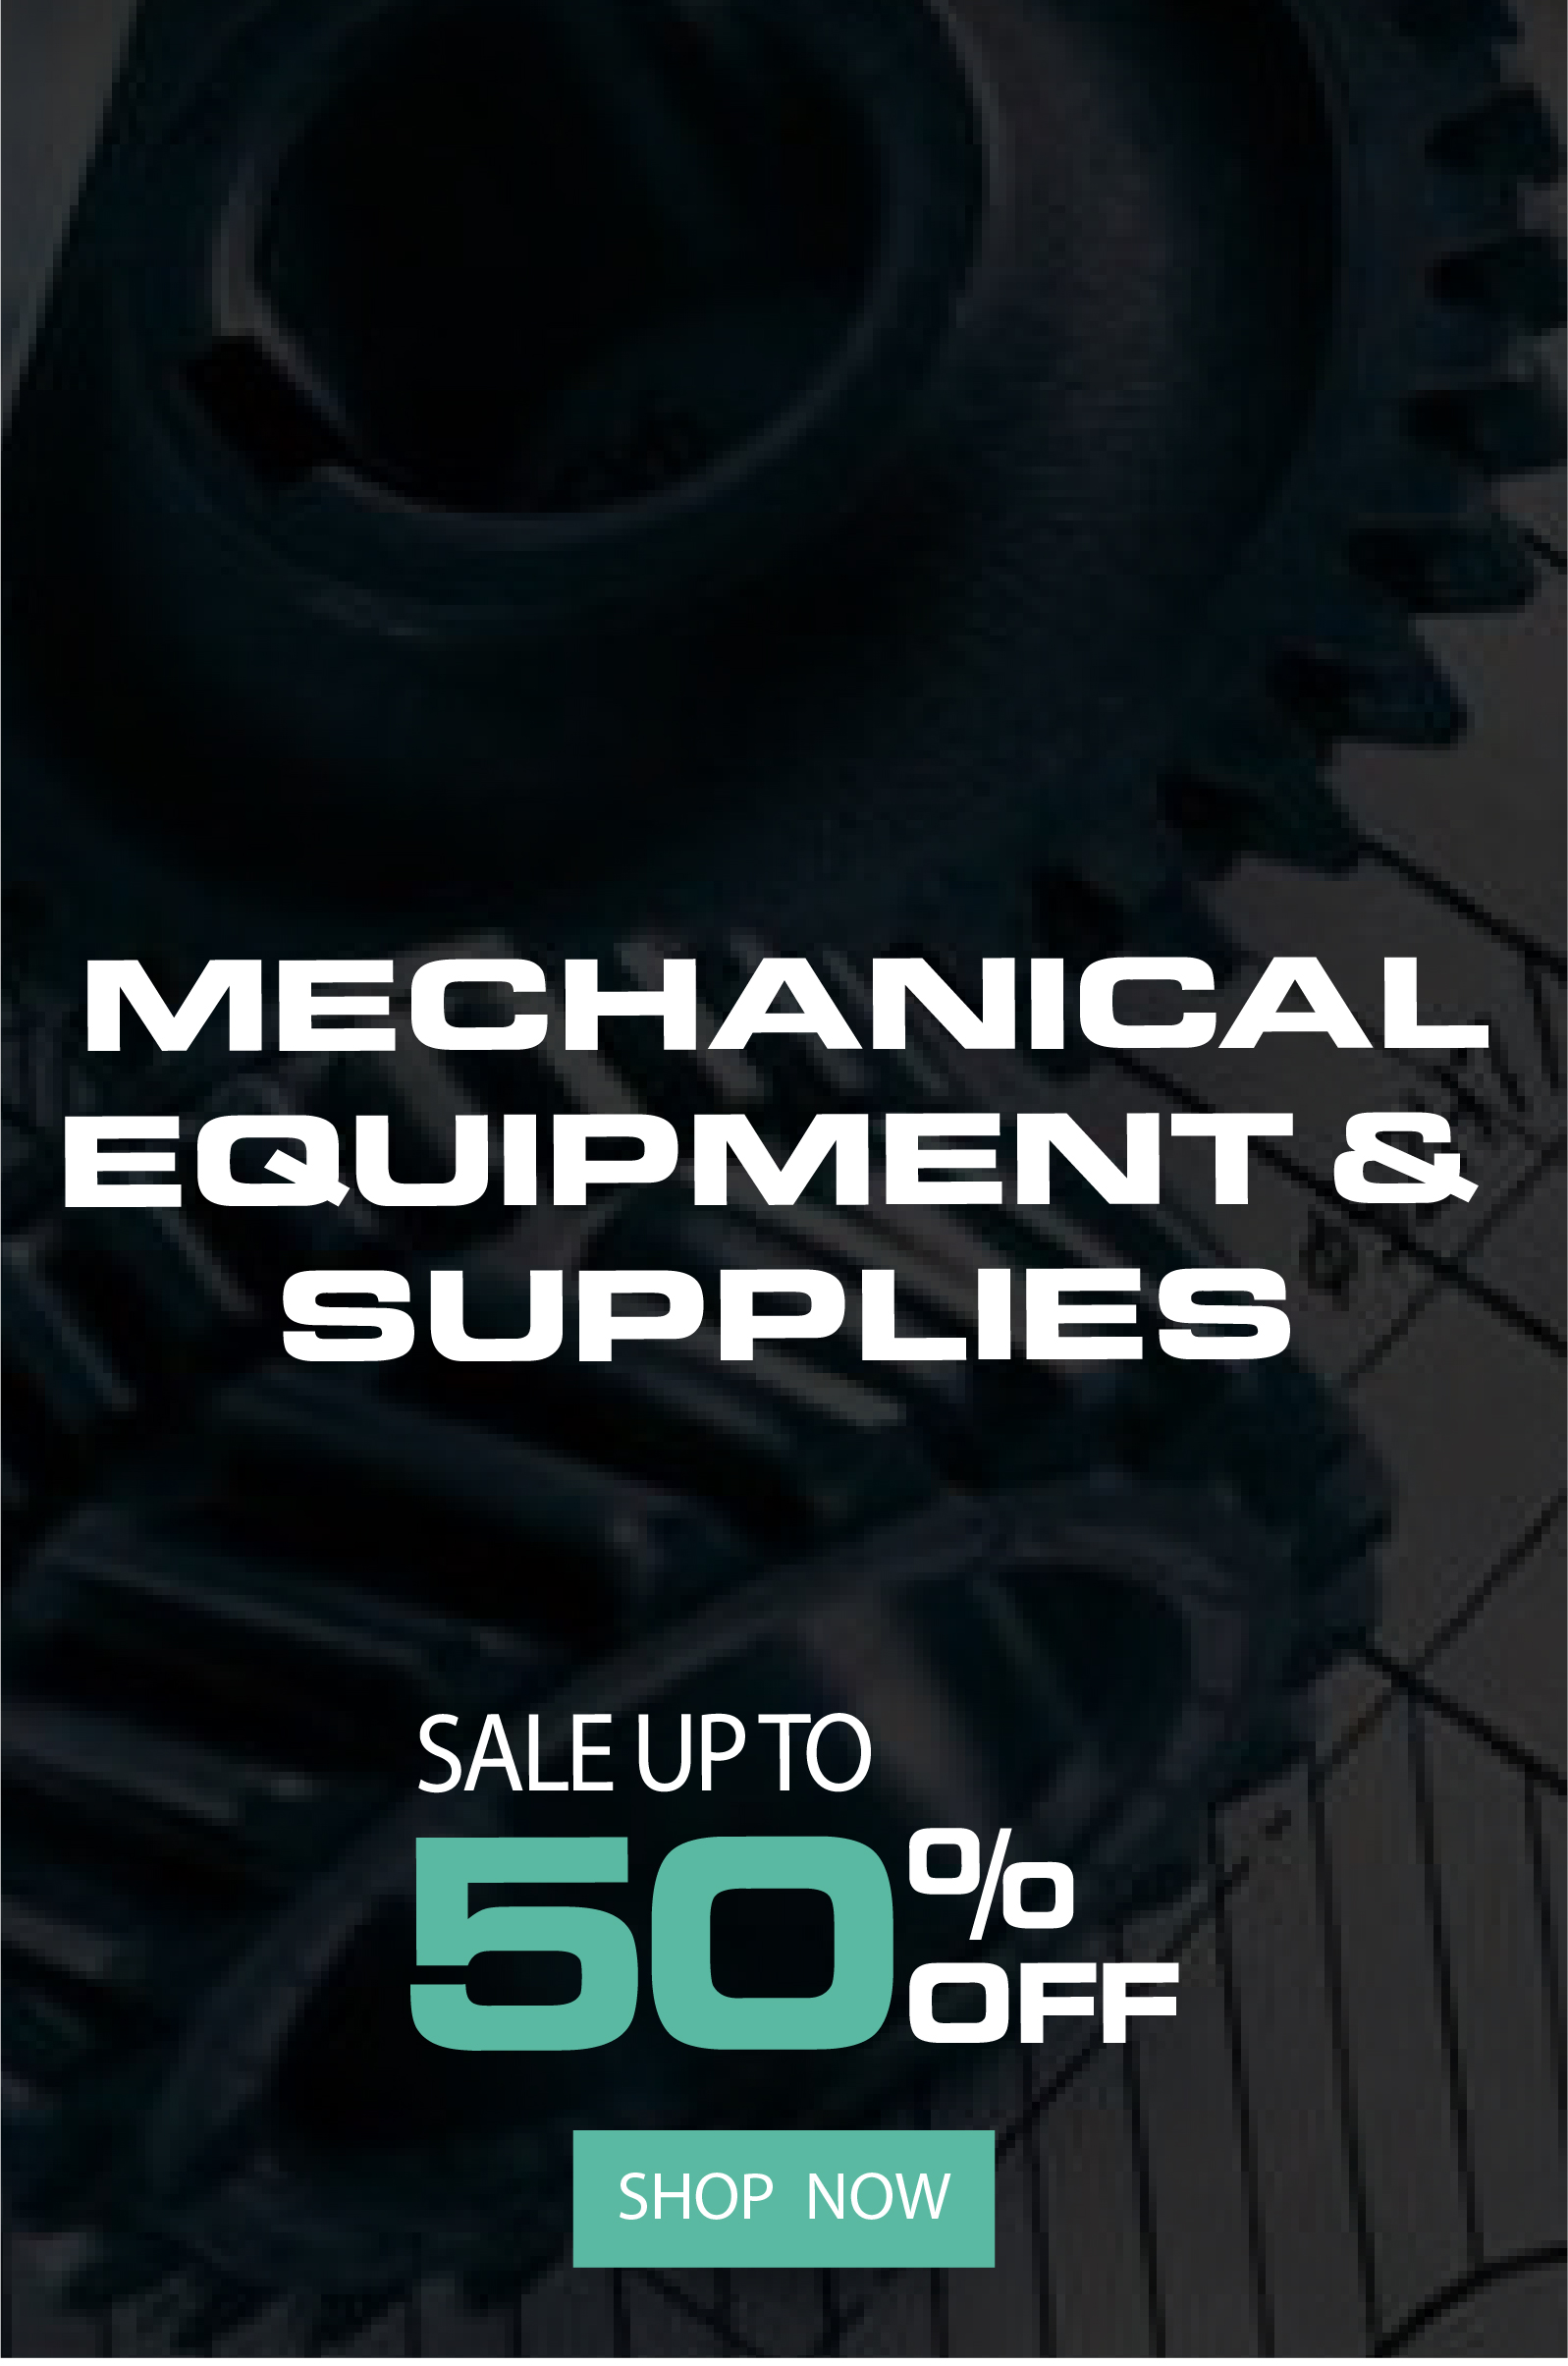 MECHANICAL
EQUIPMENT &
SUPPLIES
SALE UP TO
50%
OFF
SHOP NOW